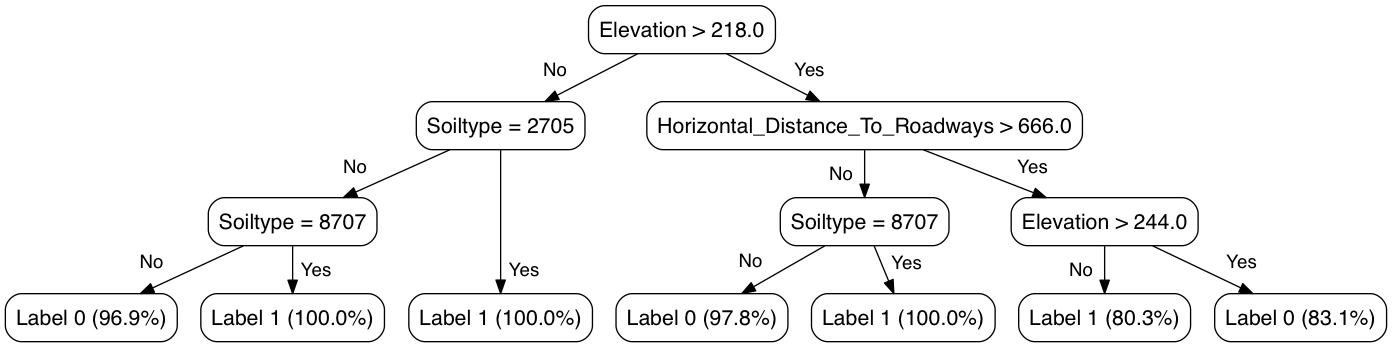 Elevation > 218.0
No
Yes
Soiltype = 2705
Horizontal_Distance_To_Roadways > 666.0
No
No
Yes
Soiltype = 8707
Soiltype = 8707
Elevation > 244.0
No
Yes
Yes
No
Yes
No
Yes
Label 0 (96.9%)
Label 1 (100.0%)
Label 1 (100.0%)
Label 0 (97.8%)
Label 1 (100.0%)
Label 1 (80.3%)
Label 0 (83.1%)